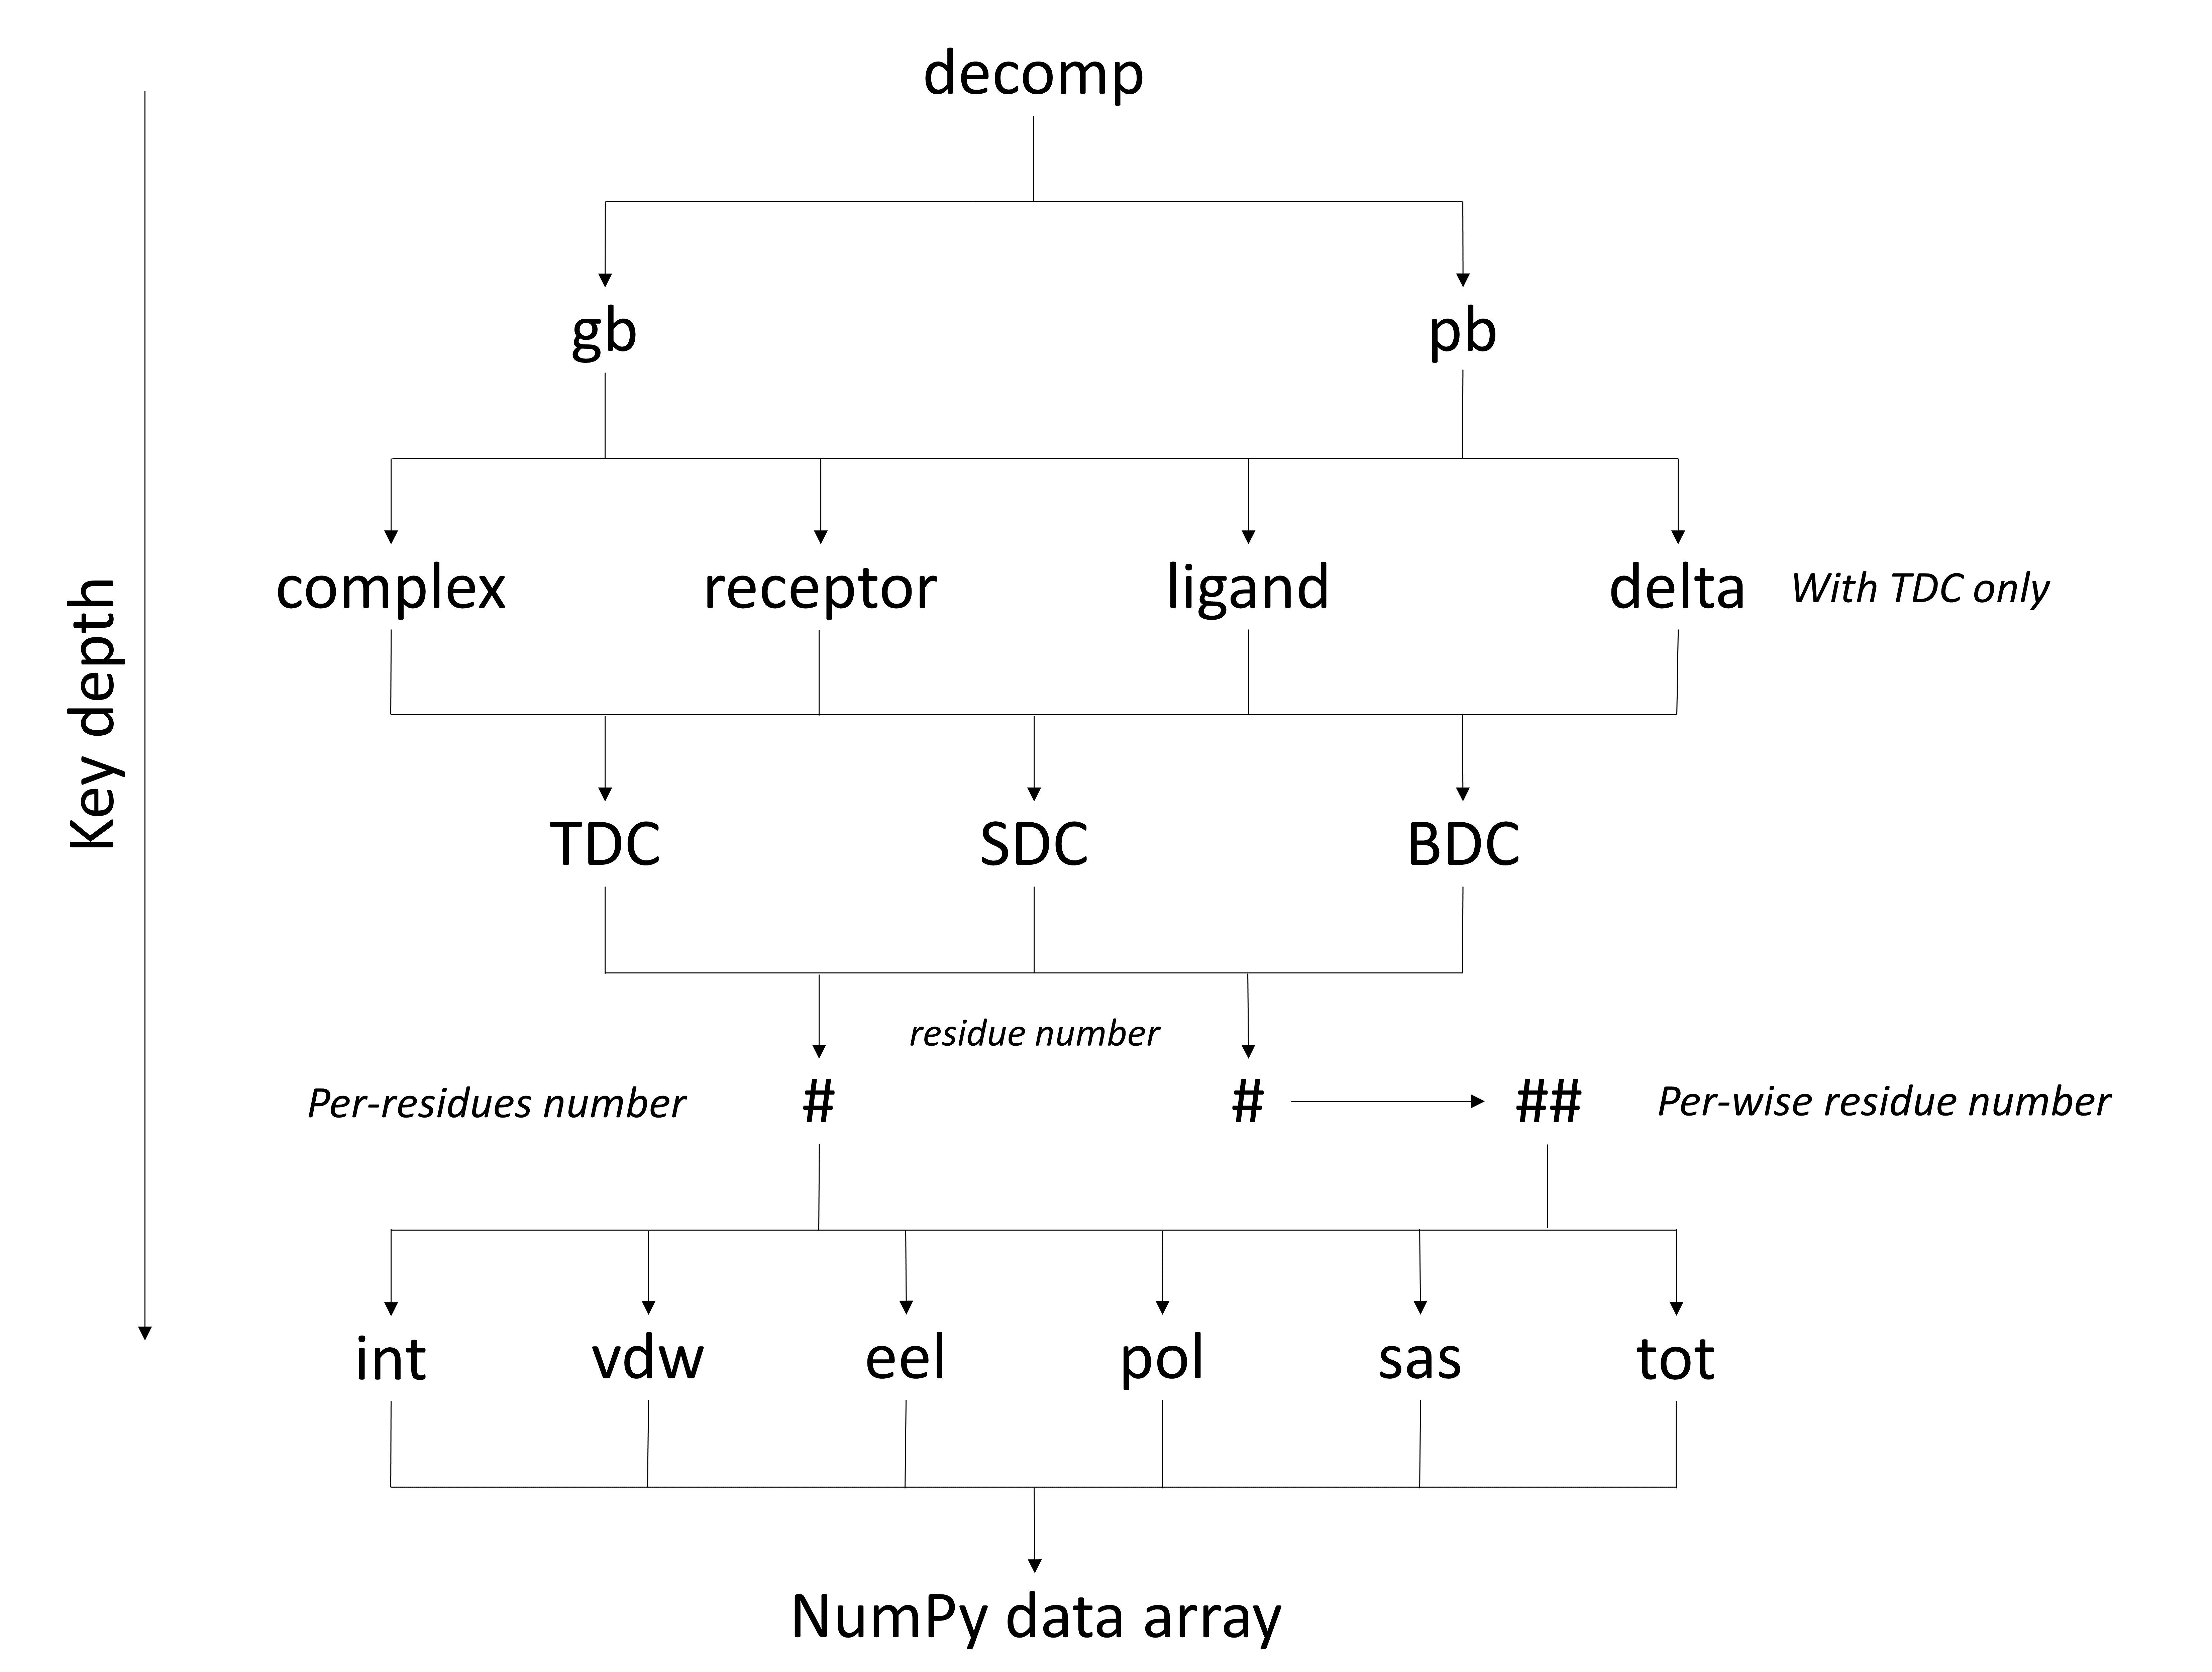 decomp
gb
pb
complex
receptor
ligand
delta
With TDC only
Key depth
TDC
SDC
BDC
residue number
Per-residues number
#
#
##
Per-wise residue number
int
vdw
eel
pol
sas
tot
NumPy data array